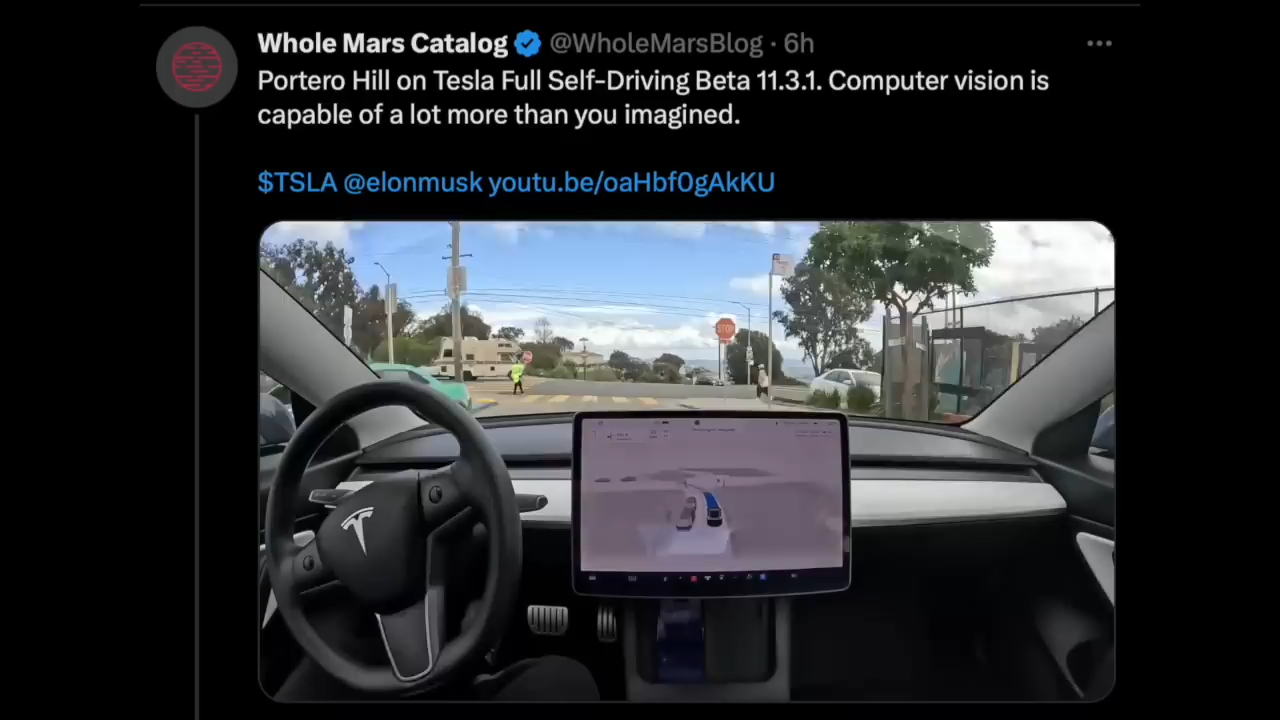 Whole Mars Catalog @WholeMarsBlog · 6h
Portero Hill on Tesla Full Self-Driving Beta 11.3.1. Computer vision is
capable of a lot more than you imagined.
$TSLA @elonmusk youtu.be/oaHbf0gAkKU
STOP